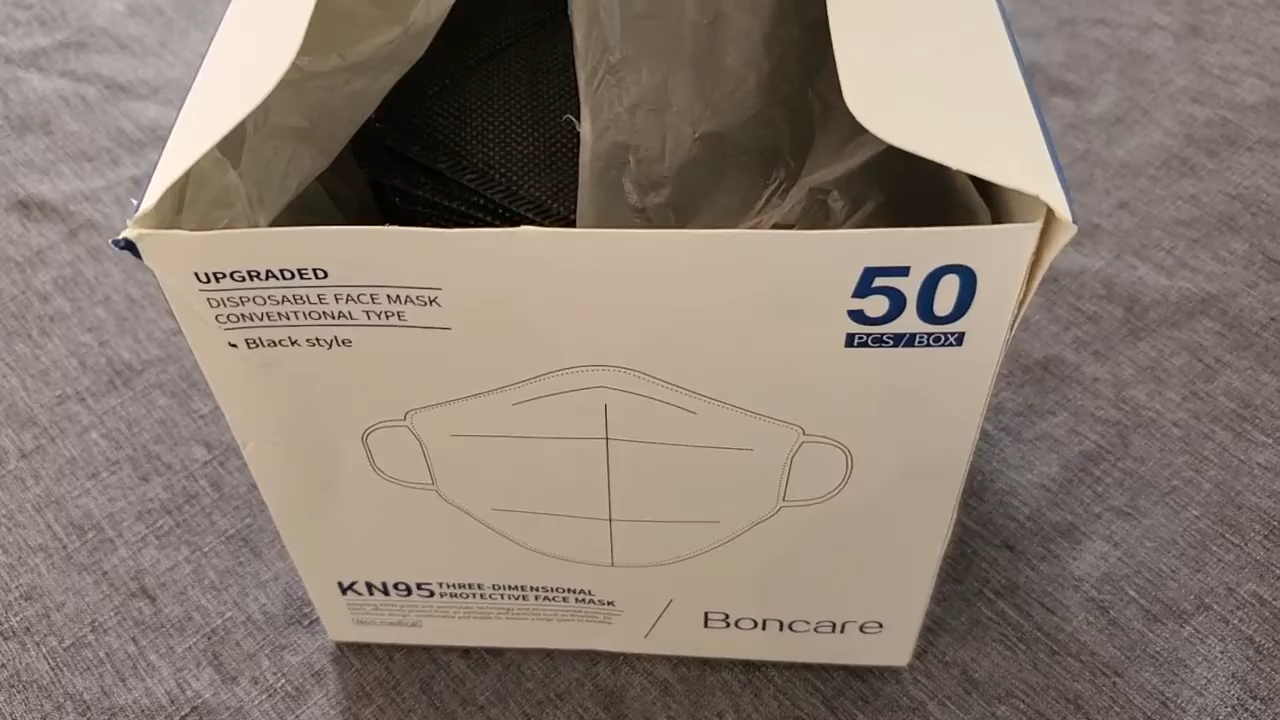 UPGRADED
DISPOSABLE FACE MASK
CONVENTIONAL TYPE
Black style
50
PCS / BOX
KN95 THREE-DIMENSIONAL
PROTECTIVE FACE MASK
Non medical
Boncare